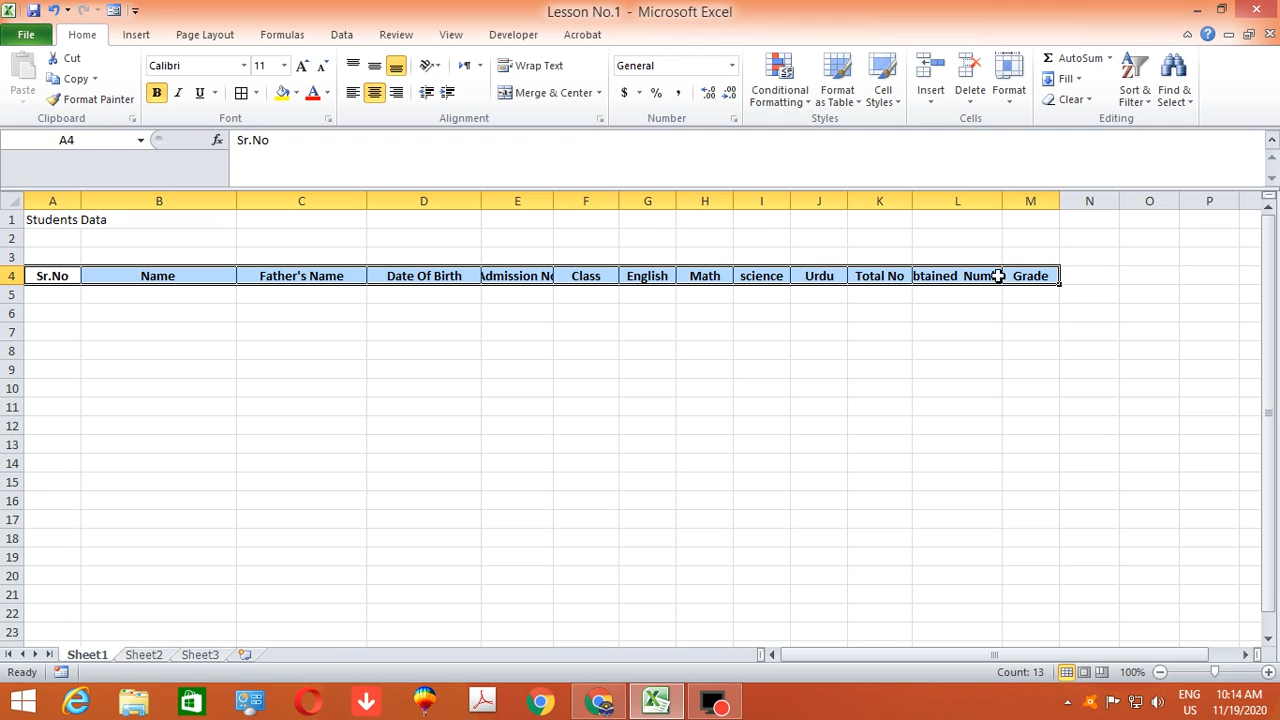 Lesson No.1 - Microsoft Excel
File Home Insert Page Layout Formulas Data Review View Developer Acrobat
Paste
Cut
Copy
Format Painter
Clipboard
Calibri 11
B I U
A A
Font
Wrap Text
Merge & Center
Alignment
General
$ % ,
Number
Conditional Formatting
Format as Table
Cell Styles
Styles
Insert Delete Format
Cells
Σ AutoSum
Fill
Clear
Sort & Filter
Find & Select
Editing
A4 fx Sr.No
A B C D E F G H I J K L M N O P
1 Students Data
2
3
4 Sr.No Name Father's Name Date Of Birth Admission No Class English Math science Urdu Total No btained Num Grade
5
6
7
8
9
10
11
12
13
14
15
16
17
18
19
20
21
22
23
Sheet1 Sheet2 Sheet3
Ready Count: 13 100%
ENG 10:14 AM
US 11/19/2020